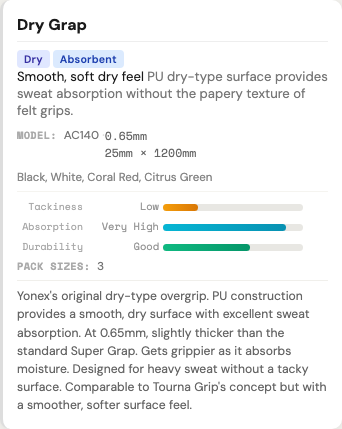 Dry Grap
Dry Absorbent
Smooth, soft dry feel PU dry-type surface provides
sweat absorption without the papery texture of
felt grips.
MODEL: AC140 0.65mm
25mm × 1200mm
Black, White, Coral Red, Citrus Green
Tackiness Low
Absorption Very High
Durability Good
PACK SIZES: 3
Yonex's original dry-type overgrip. PU construction
provides a smooth, dry surface with excellent sweat
absorption. At 0.65mm, slightly thicker than the
standard Super Grap. Gets grippier as it absorbs
moisture. Designed for heavy sweat without a tacky
surface. Comparable to Tourna Grip's concept but with
a smoother, softer surface feel.